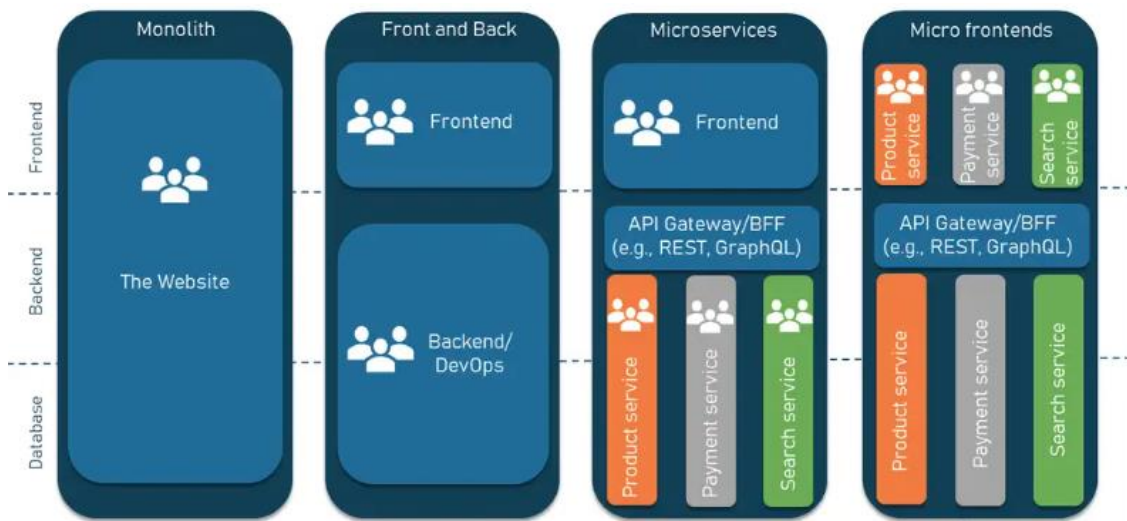 Monolith
Front and Back
Microservices
Micro frontends
Frontend
Backend
Database
The Website
Frontend
Backend/
DevOps
Frontend
API Gateway/BFF
(e.g., REST, GraphQL)
Product service
Payment service
Search service
Product
service
Payment
service
Search
service
API Gateway/BFF
(e.g., REST, GraphQL)
Product service
Payment service
Search service